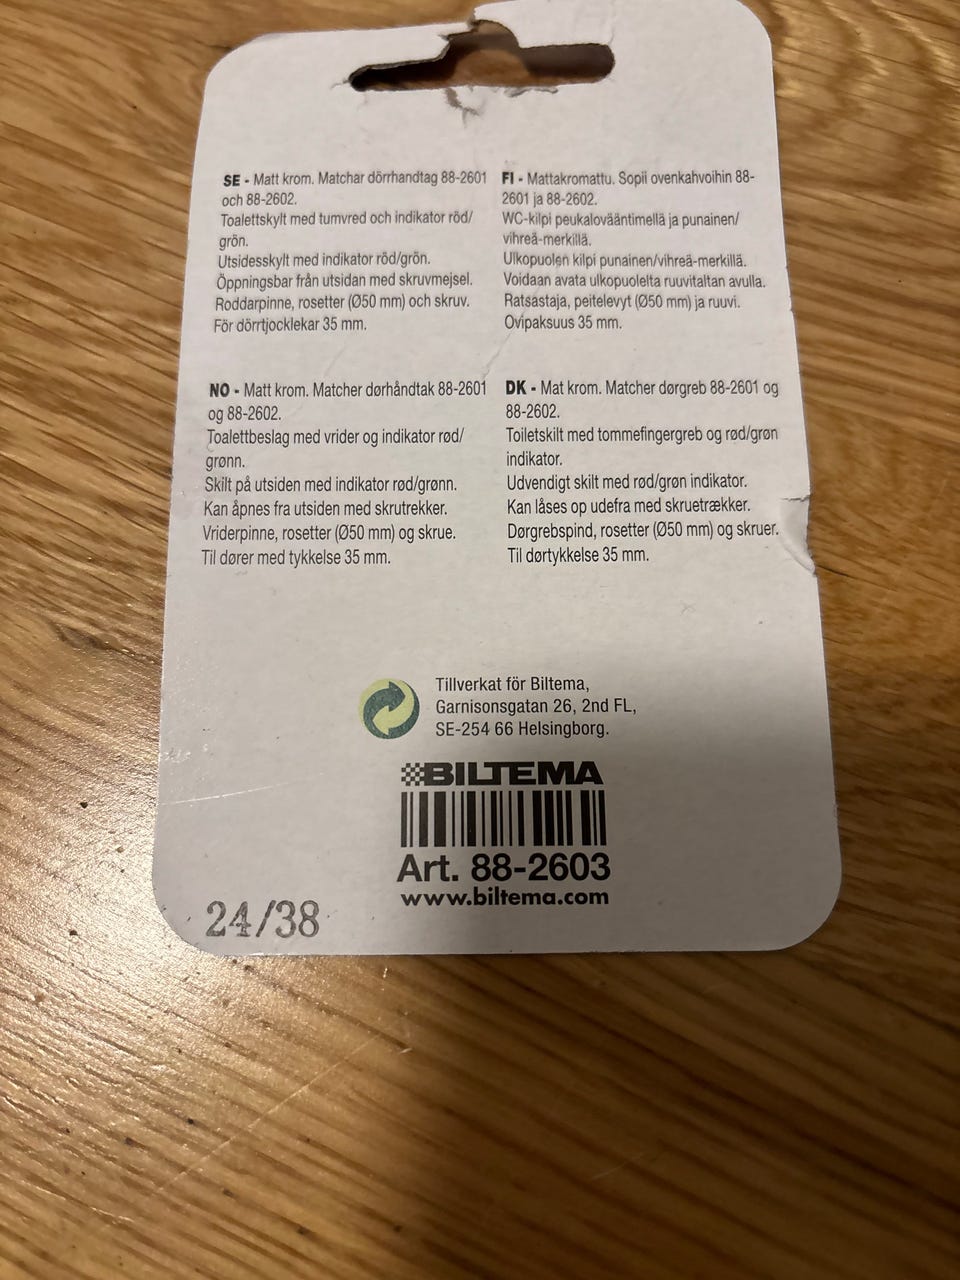 SE - Matt krom. Matchar dörrhandtag 88-2601
och 88-2602.
Toalettskylt med tumvred och indikator röd/
grön.
Utsidesskylt med indikator röd/grön.
Öppningsbar från utsidan med skruvmejsel.
Roddarpinne, rosetter (Ø50 mm) och skruv.
För dörrtjocklekar 35 mm.
FI - Mattakromattu. Sopii ovenkahvoihin 88-
2601 ja 88-2602.
WC-kilpi peukalovääntimellä ja punainen/
vihreä-merkillä.
Ulkopuolen kilpi punainen/vihreä-merkillä.
Voidaan avata ulkopuolelta ruuvitaltan avulla.
Ratsastaja, peitelevyt (Ø50 mm) ja ruuvi.
Ovipaksuus 35 mm.
NO - Matt krom. Matcher dørhåndtak 88-2601
og 88-2602.
Toalettbeslag med vrider og indikator rød/
grønn.
Skilt på utsiden med indikator rød/grønn.
Kan åpnes fra utsiden med skrutrekker.
Vriderpinne, rosetter (Ø50 mm) og skrue.
Til dører med tykkelse 35 mm.
DK - Mat krom. Matcher dørgreb 88-2601 og
88-2602.
Toiletskilt med tommefingergreb og rød/grøn
indikator.
Udvendigt skilt med rød/grøn indikator.
Kan låses op udefra med skruetrækker.
Dørgrebspind, rosetter (Ø50 mm) og skruer.
Til dørtykkelse 35 mm.
Tillverkat för Biltema,
Garnisonsgatan 26, 2nd FL,
SE-254 66 Helsingborg.
BILTEMA
Art. 88-2603
www.biltema.com
24/38